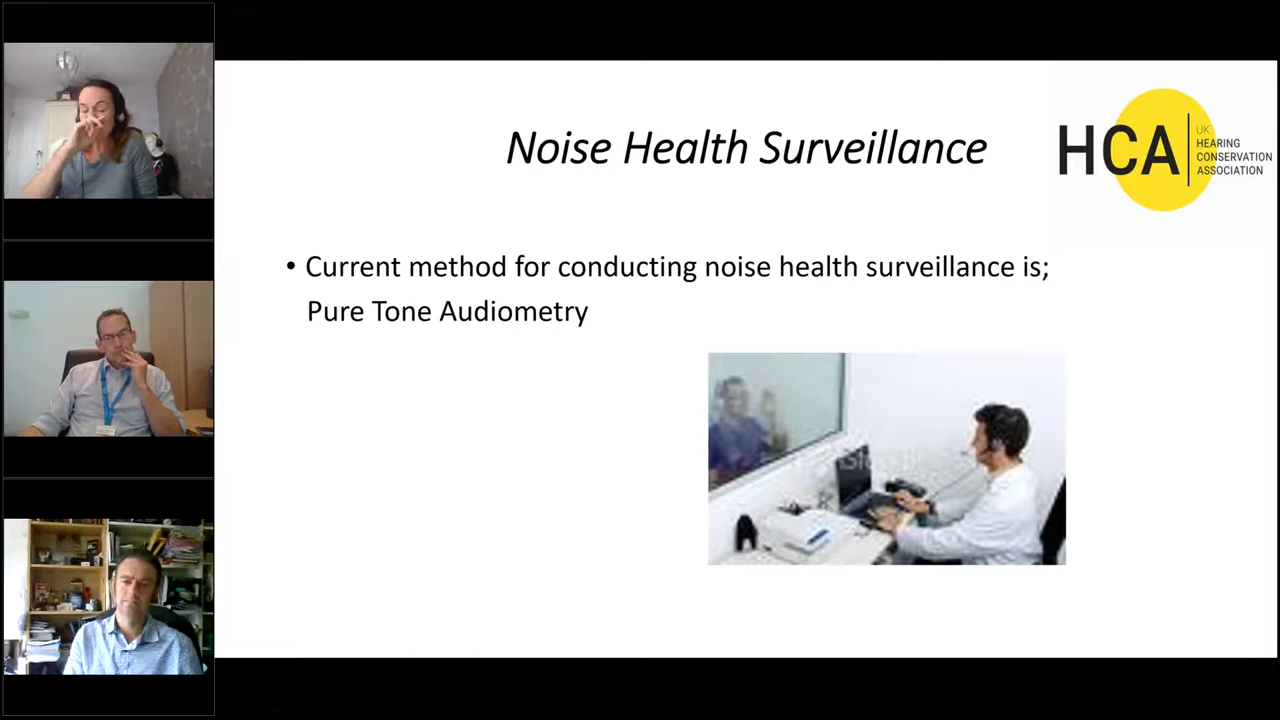 Noise Health Surveillance
HCA
UK
HEARING
CONSERVATION
ASSOCIATION
• Current method for conducting noise health surveillance is;
Pure Tone Audiometry